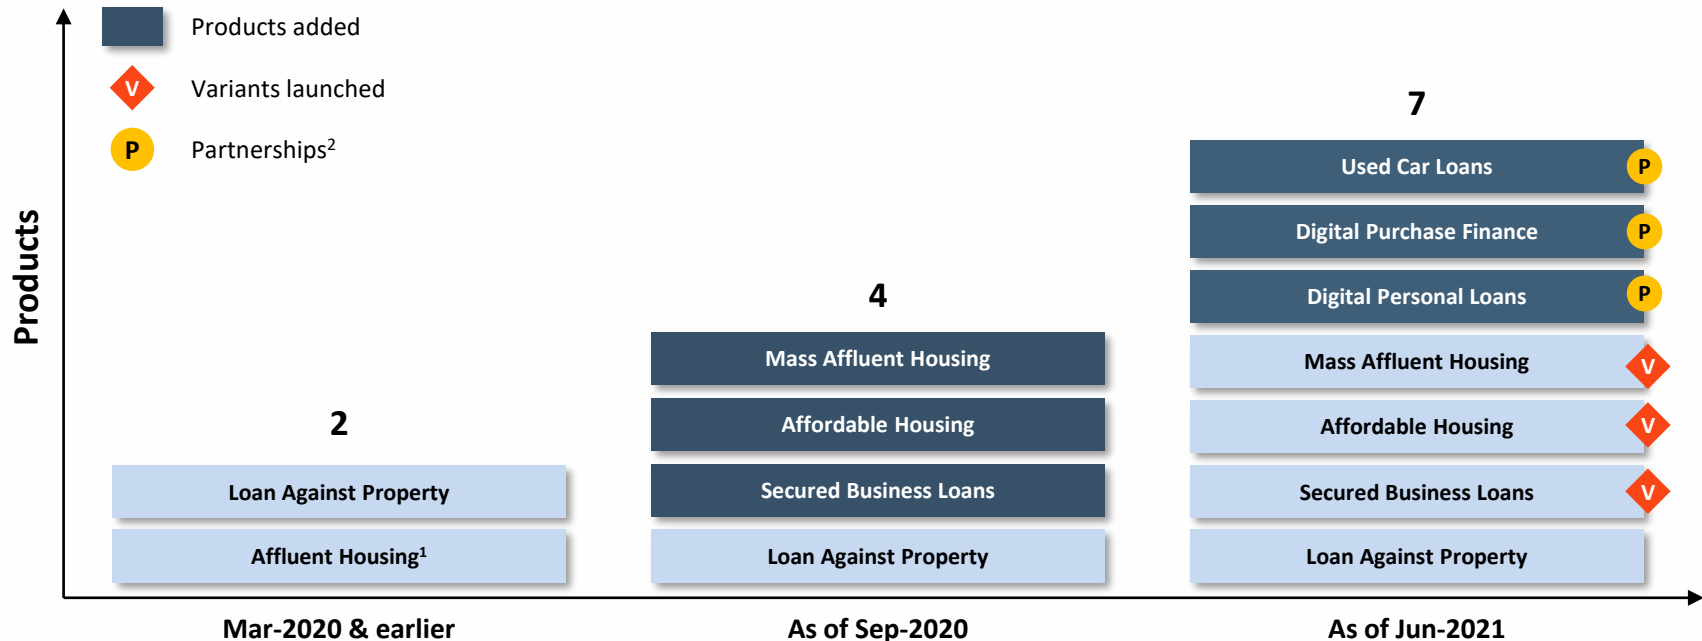 Products added
V
Variants launched
P
Partnerships²
Products
2
Loan Against Property
Affluent Housing¹
Mar-2020 & earlier
4
Mass Affluent Housing
Affordable Housing
Secured Business Loans
Loan Against Property
As of Sep-2020
7
Used Car Loans
P
Digital Purchase Finance
P
Digital Personal Loans
P
Mass Affluent Housing
V
Affordable Housing
V
Secured Business Loans
V
Loan Against Property
As of Jun-2021